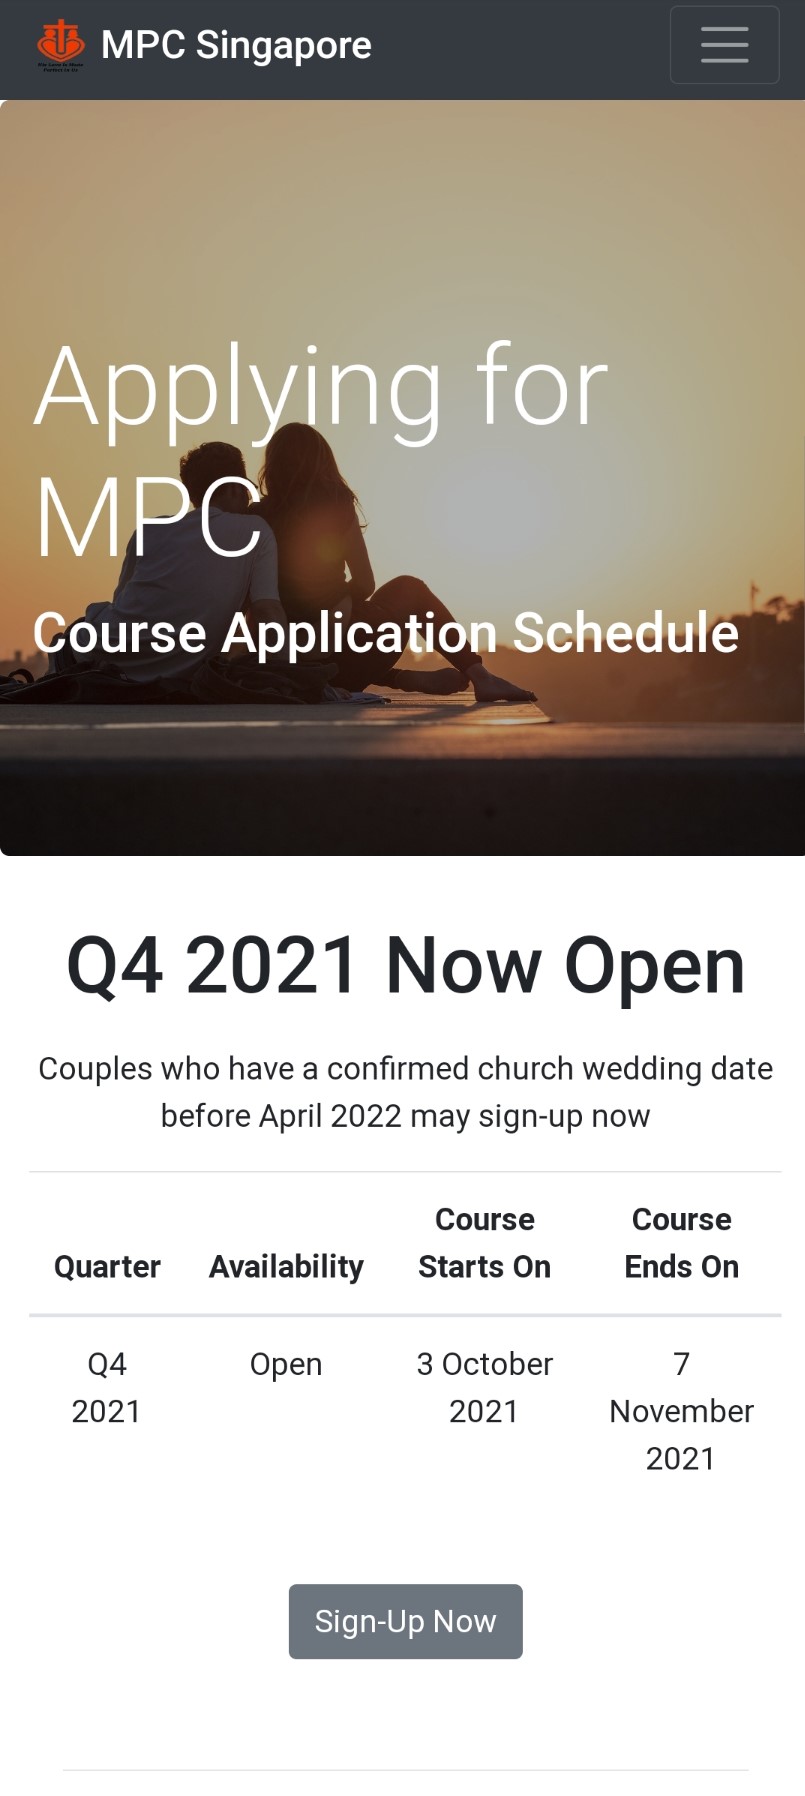 MPC Singapore
Applying for
MPC
Course Application Schedule
Q4 2021 Now Open
Couples who have a confirmed church wedding date
before April 2022 may sign-up now
Quarter Availability Course Starts On Course Ends On
Q4 2021 Open 3 October 2021 7 November 2021
Sign-Up Now